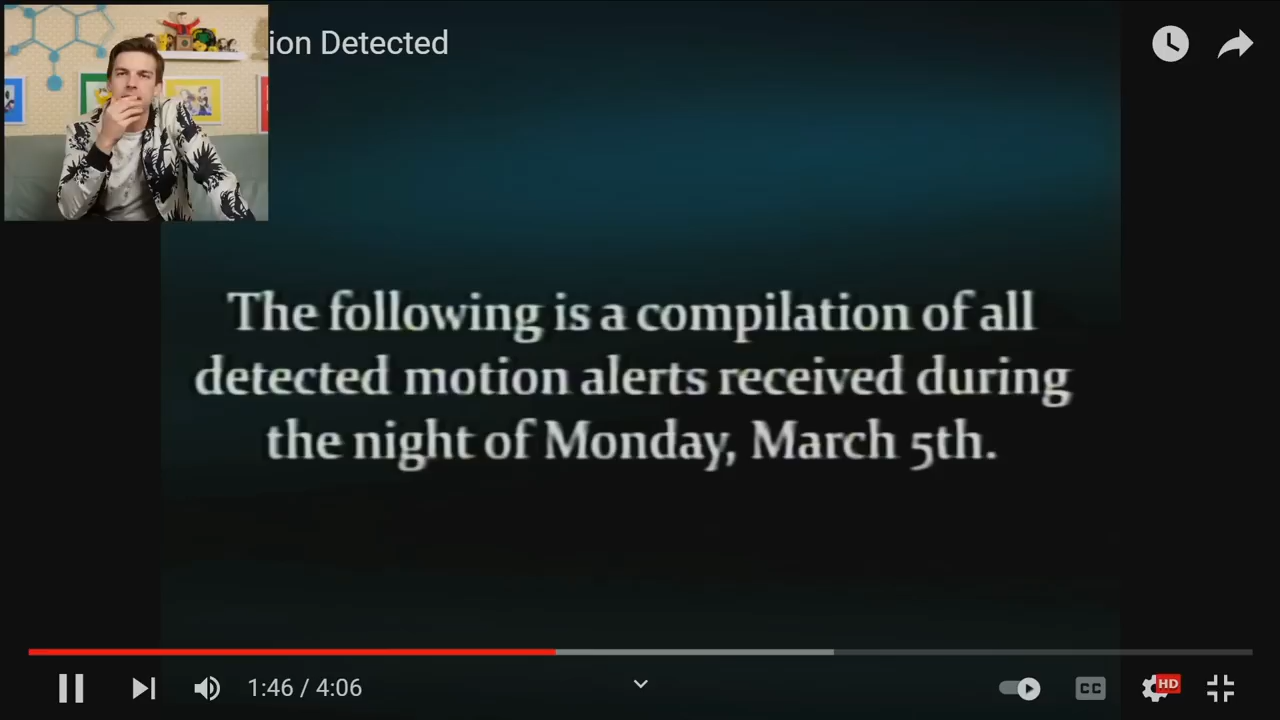 ion Detected
The following is a compilation of all
detected motion alerts received during
the night of Monday, March 5th.
1:46 / 4:06
CC
HD